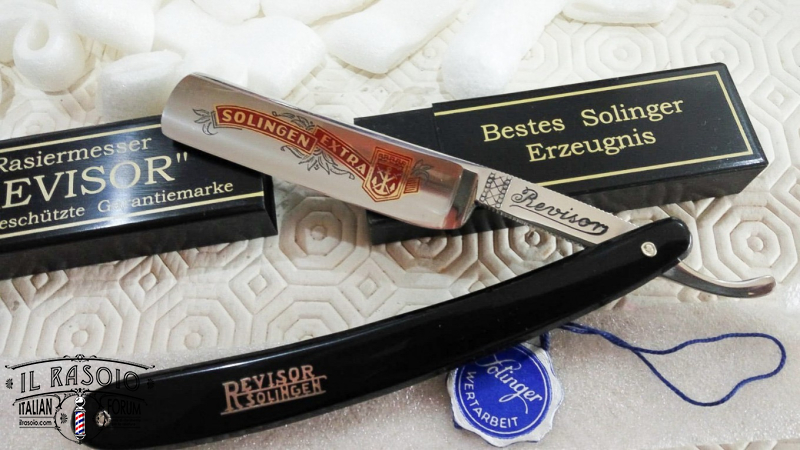 Rasiermesser
EVISOR"
eschützte Garantiemarke
Bestes Solinger
Erzeugnis
SOLINGEN EXTRA
Revisor
REVISOR
SOLINGEN
Solinger
WERTARBEIT
IL RASOIO
ITALIAN FORUM
ilrasoio.com